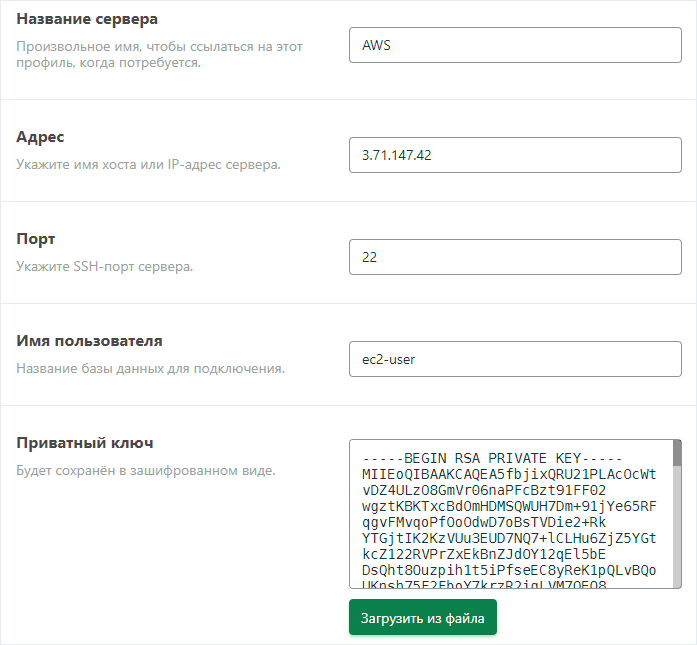 Название сервера
Произвольное имя, чтобы ссылаться на этот
профиль, когда потребуется.
AWS
Адрес
Укажите имя хоста или IP-адрес сервера.
3.71.147.42
Порт
Укажите SSH-порт сервера.
22
Имя пользователя
Название базы данных для подключения.
ec2-user
Приватный ключ
Будет сохранён в зашифрованном виде.
-----BEGIN RSA PRIVATE KEY-----
MIIEoQIBAAKCAQEA5fbjixQRU21PLAcOcWt
vDZ4ULzO8GmVr06naPFcBzt91FF02
wgztKBKTxcBdOmHDMSQWUH7Dm+91jYe65RF
qgvFMvqoPfOoOdwD7oBsTVDie2+Rk
YTGjtIK2KzVUu3EUD7NQ7+lCLHu6ZjZ5YGt
kcZ122RVPrZxEkBnZJdOY12qEl5bE
DsQht8Ouzpih1t5iPfseEC8yReK1pQLvBQo
Загрузить из файла